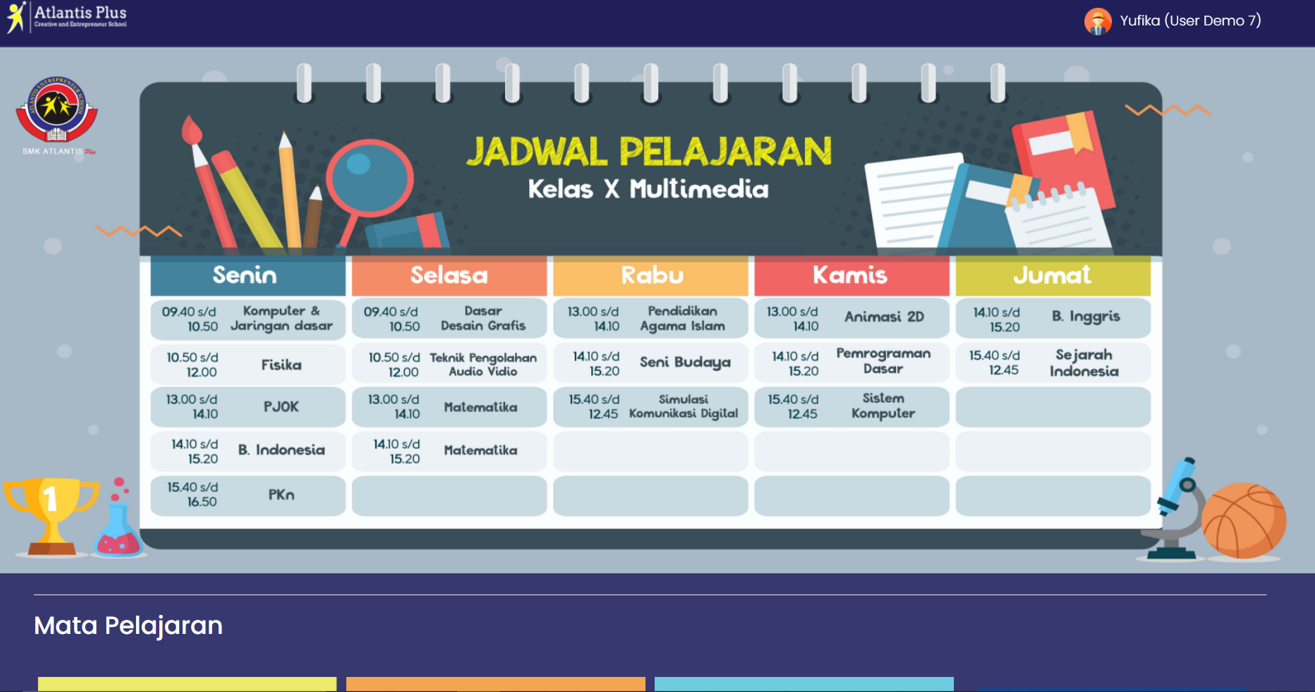 Atlantis Plus
Creative and Entrepreneur School
Yufika (User Demo 7)
SMK ATLANTIS Plus
JADWAL PELAJARAN
Kelas X Multimedia
Senin Selasa Rabu Kamis Jumat
09.40 s/d 10.50 Komputer & Jaringan dasar
10.50 s/d 12.00 Fisika
13.00 s/d 14.10 PJOK
14.10 s/d 15.20 B. Indonesia
15.40 s/d 16.50 PKn
09.40 s/d 10.50 Dasar Desain Grafis
10.50 s/d 12.00 Teknik Pengolahan Audio Vidio
13.00 s/d 14.10 Matematika
14.10 s/d 15.20 Matematika
13.00 s/d 14.10 Pendidikan Agama Islam
14.10 s/d 15.20 Seni Budaya
15.40 s/d 12.45 Simulasi Komunikasi Digital
13.00 s/d 14.10 Animasi 2D
14.10 s/d 15.20 Pemrograman Dasar
15.40 s/d 12.45 Sistem Komputer
14.10 s/d 15.20 B. Inggris
15.40 s/d 12.45 Sejarah Indonesia
1
Mata Pelajaran